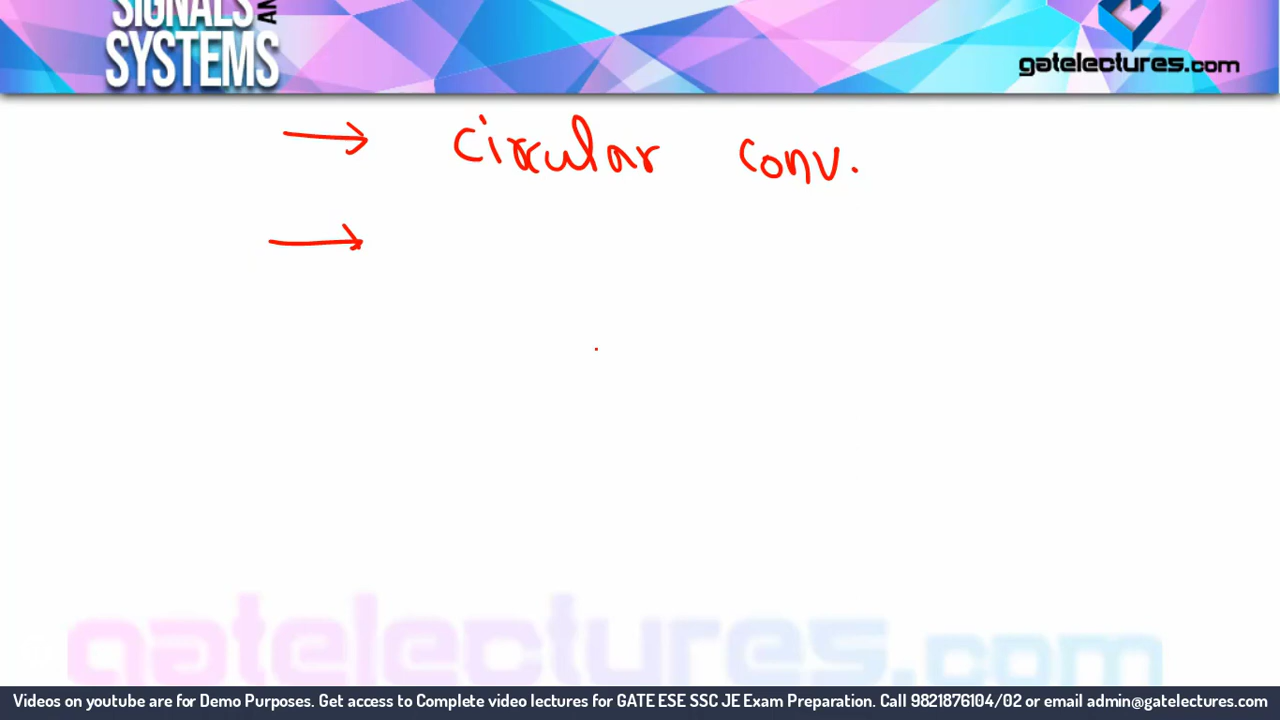 SIGNALS AND
SYSTEMS
gatelectures.com
→ circular conv.
→
gatelectures.com
Videos on youtube are for Demo Purposes. Get access to Complete video lectures for GATE ESE SSC JE Exam Preparation. Call 9821876104/02 or email admin@gatelectures.com